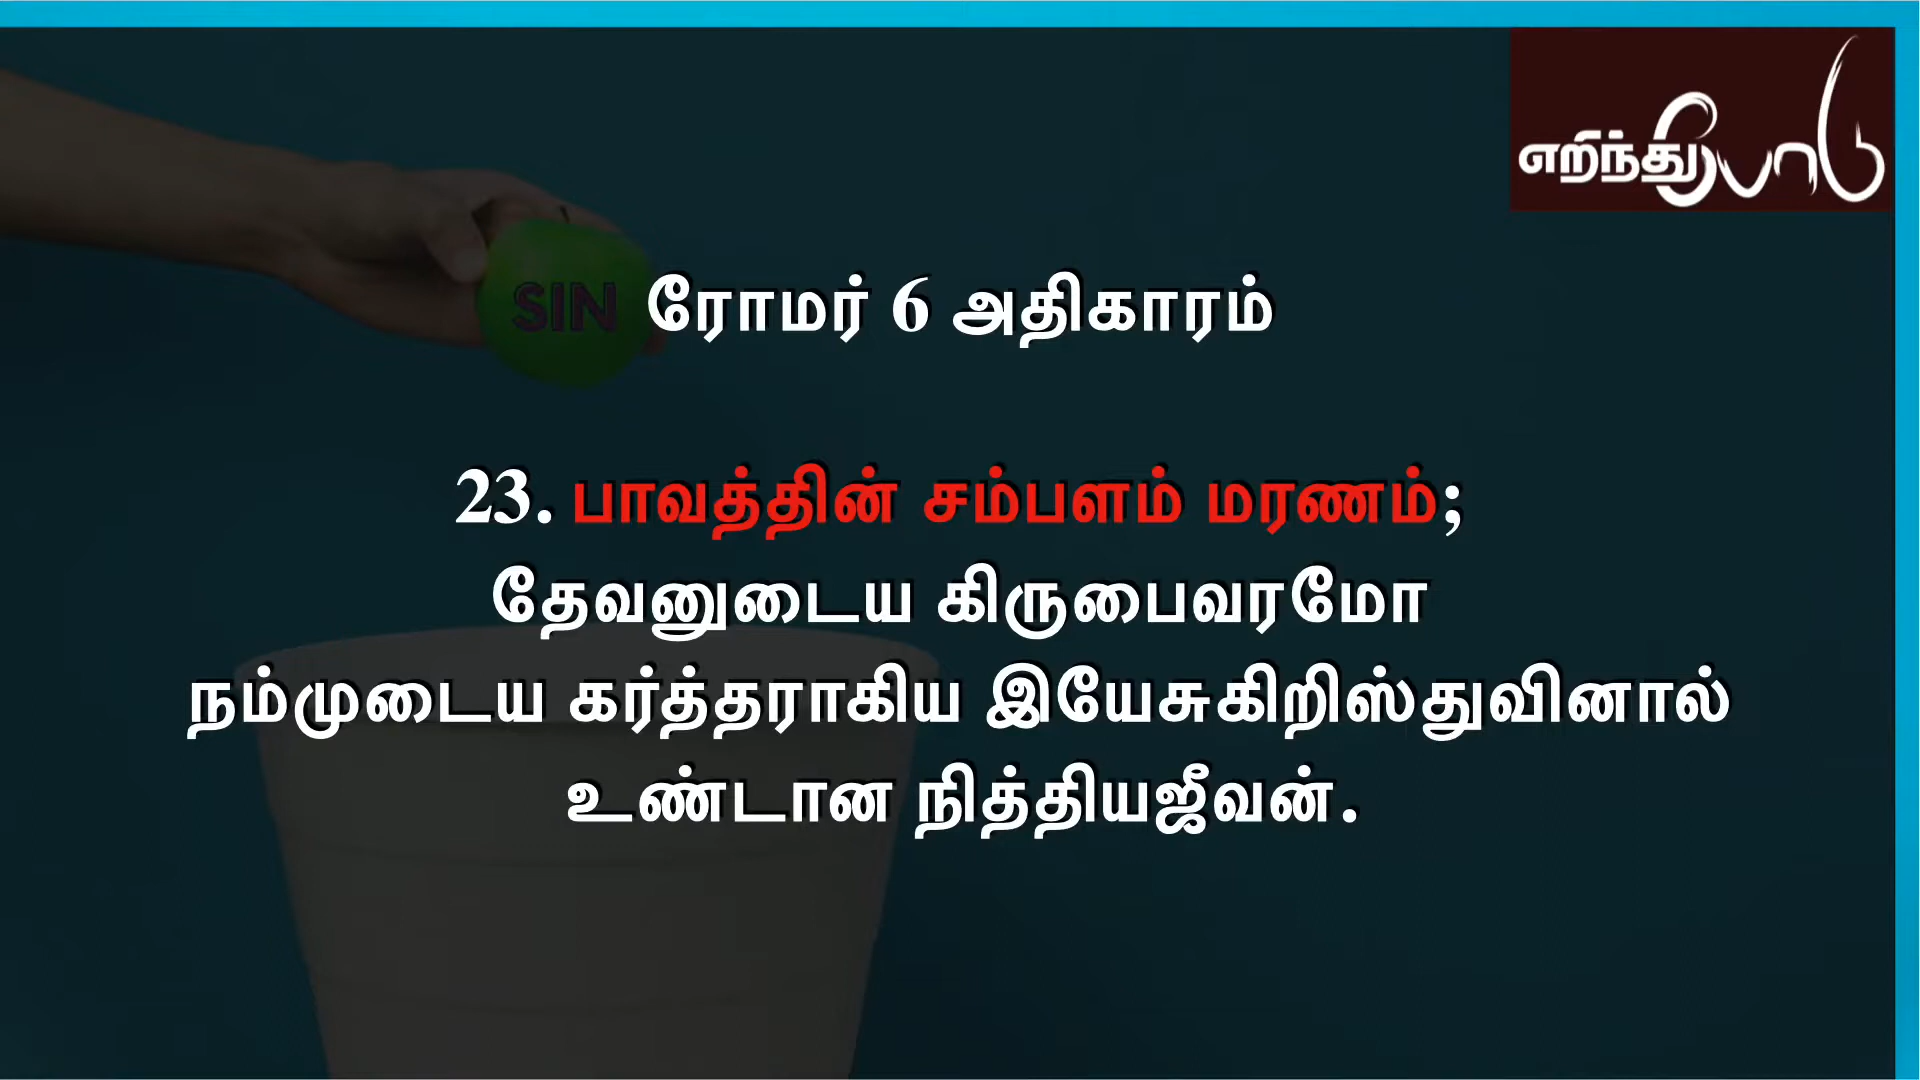 எறிந்து போடு
SIN
ரோமர் 6 அதிகாரம்
23. பாவத்தின் சம்பளம் மரணம்;
தேவனுடைய கிருபைவரமோ
நம்முடைய கர்த்தராகிய இயேசுகிறிஸ்துவினால்
உண்டான நித்தியஜீவன்.